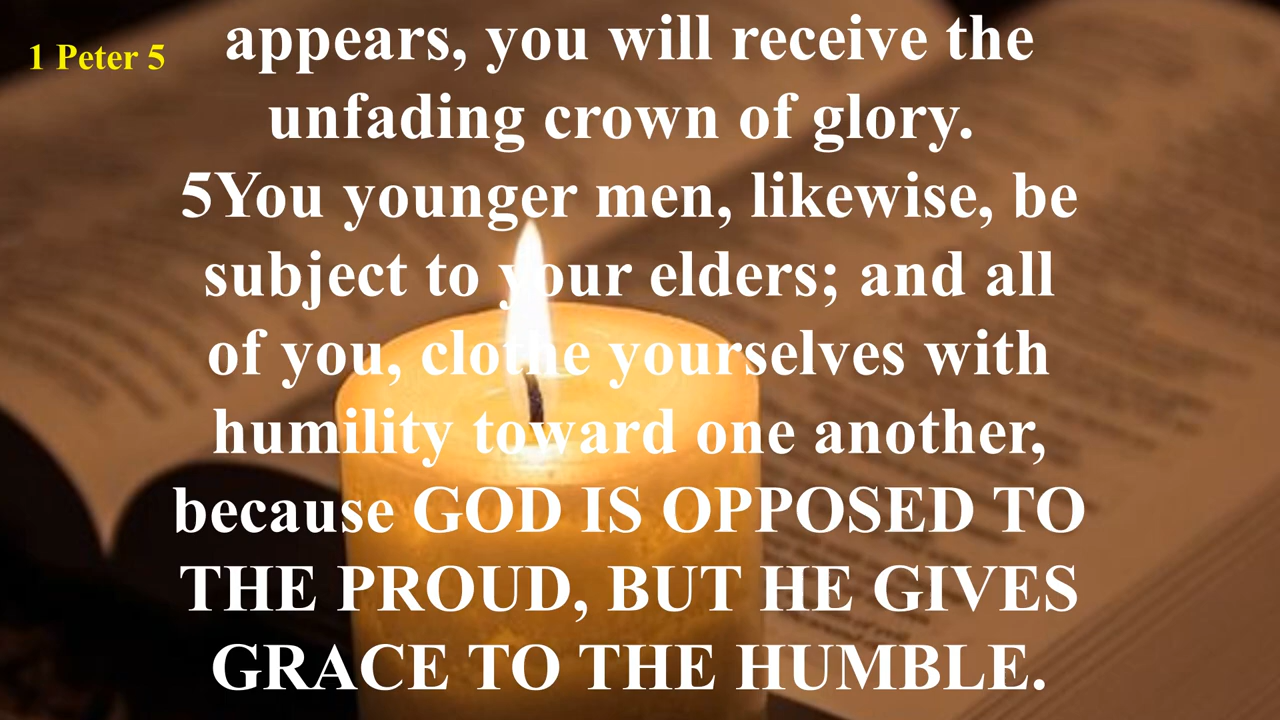 1 Peter 5
appears, you will receive the
unfading crown of glory.
5You younger men, likewise, be
subject to your elders; and all
of you, clothe yourselves with
humility toward one another,
because GOD IS OPPOSED TO
THE PROUD, BUT HE GIVES
GRACE TO THE HUMBLE.